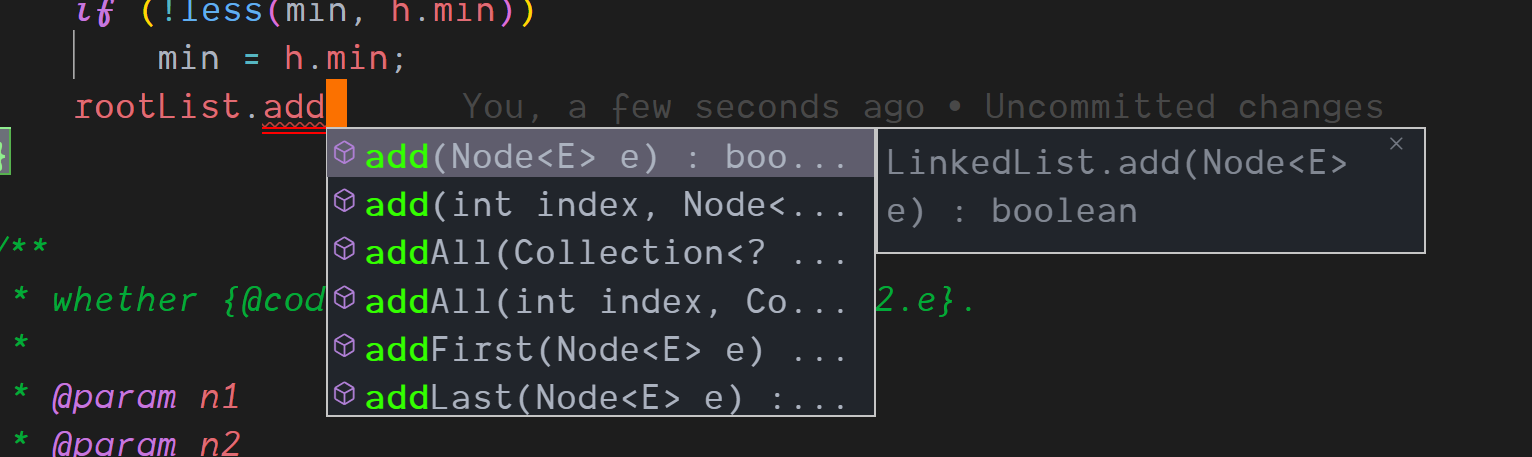 if (!less(min, h.min))
min = h.min;
rootList.add You, a few seconds ago • Uncommitted changes
}
add(Node<E> e) : boo...
add(int index, Node<...
addAll(Collection<? ...
addAll(int index, Co...
addFirst(Node<E> e) ...
addLast(Node<E> e) :...
LinkedList.add(Node<E>
e) : boolean
/**
* whether {@cod 2.e}.
*
* @param n1
* @param n2